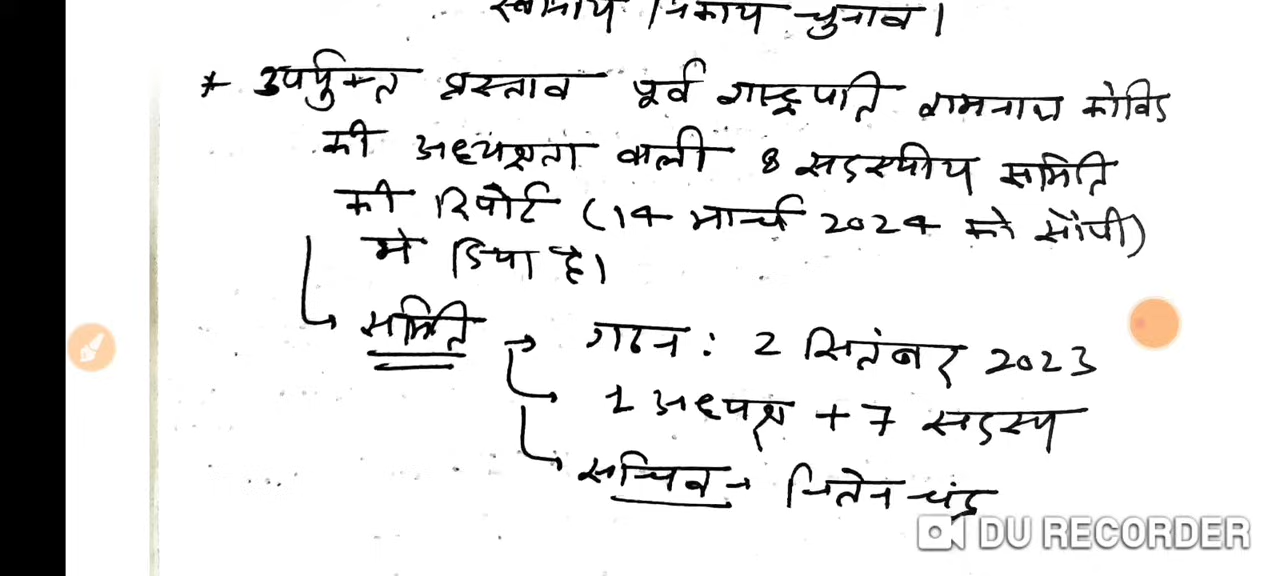 स्थानीय निकाय चुनाव।
* उपर्युक्त प्रस्ताव पूर्व राष्ट्रपति रामनाथ कोविंद
की अध्यक्षता वाली 8 सदस्यीय समिति
की रिपोर्ट (14 मार्च 2024 को सौंपी)
मे दिया है।
समिति → गठन : 2 सितंबर 2023
1 अध्यक्ष + 7 सदस्य
सचिव → नितेन चंद्र
DU RECORDER